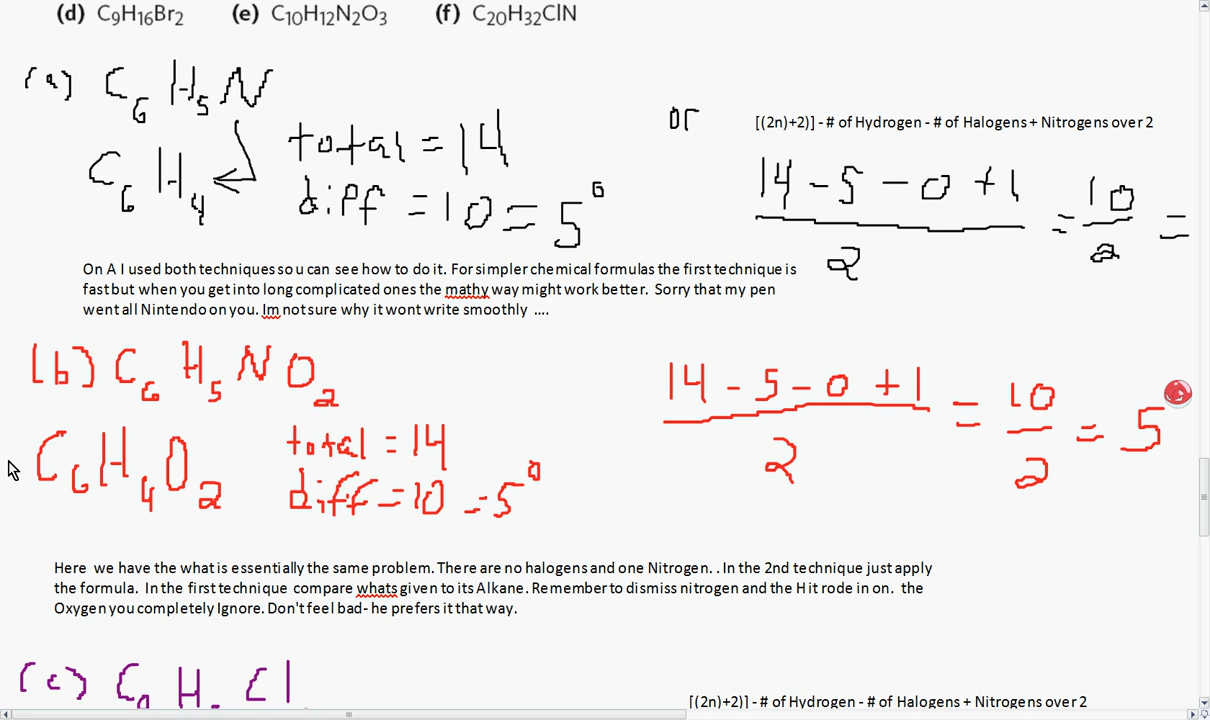 (d) C₉H₁₆Br₂ (e) C₁₀H₁₂N₂O₃ (f) C₂₀H₃₂ClN
(a) C₆H₅N
total = 14
C₆H₄
diff = 10 = 5°
or [(2n)+2)] - # of Hydrogen - # of Halogens + Nitrogens over 2
14 - 5 - 0 + 1 = 10 =
2 2
On A I used both techniques so u can see how to do it. For simpler chemical formulas the first technique is
fast but when you get into long complicated ones the mathy way might work better. Sorry that my pen
went all Nintendo on you. Im not sure why it wont write smoothly ....
(b) C₆H₅NO₂
C₆H₄O₂
total = 14
diff = 10 = 5°
14 - 5 - 0 + 1 = 10 = 5
2 2
Here we have the what is essentially the same problem. There are no halogens and one Nitrogen. . In the 2nd technique just apply
the formula. In the first technique compare whats given to its Alkane. Remember to dismiss nitrogen and the H it rode in on. the
Oxygen you completely Ignore. Don't feel bad- he prefers it that way.
(c) C₉H Cl
[(2n)+2)] - # of Hydrogen - # of Halogens + Nitrogens over 2